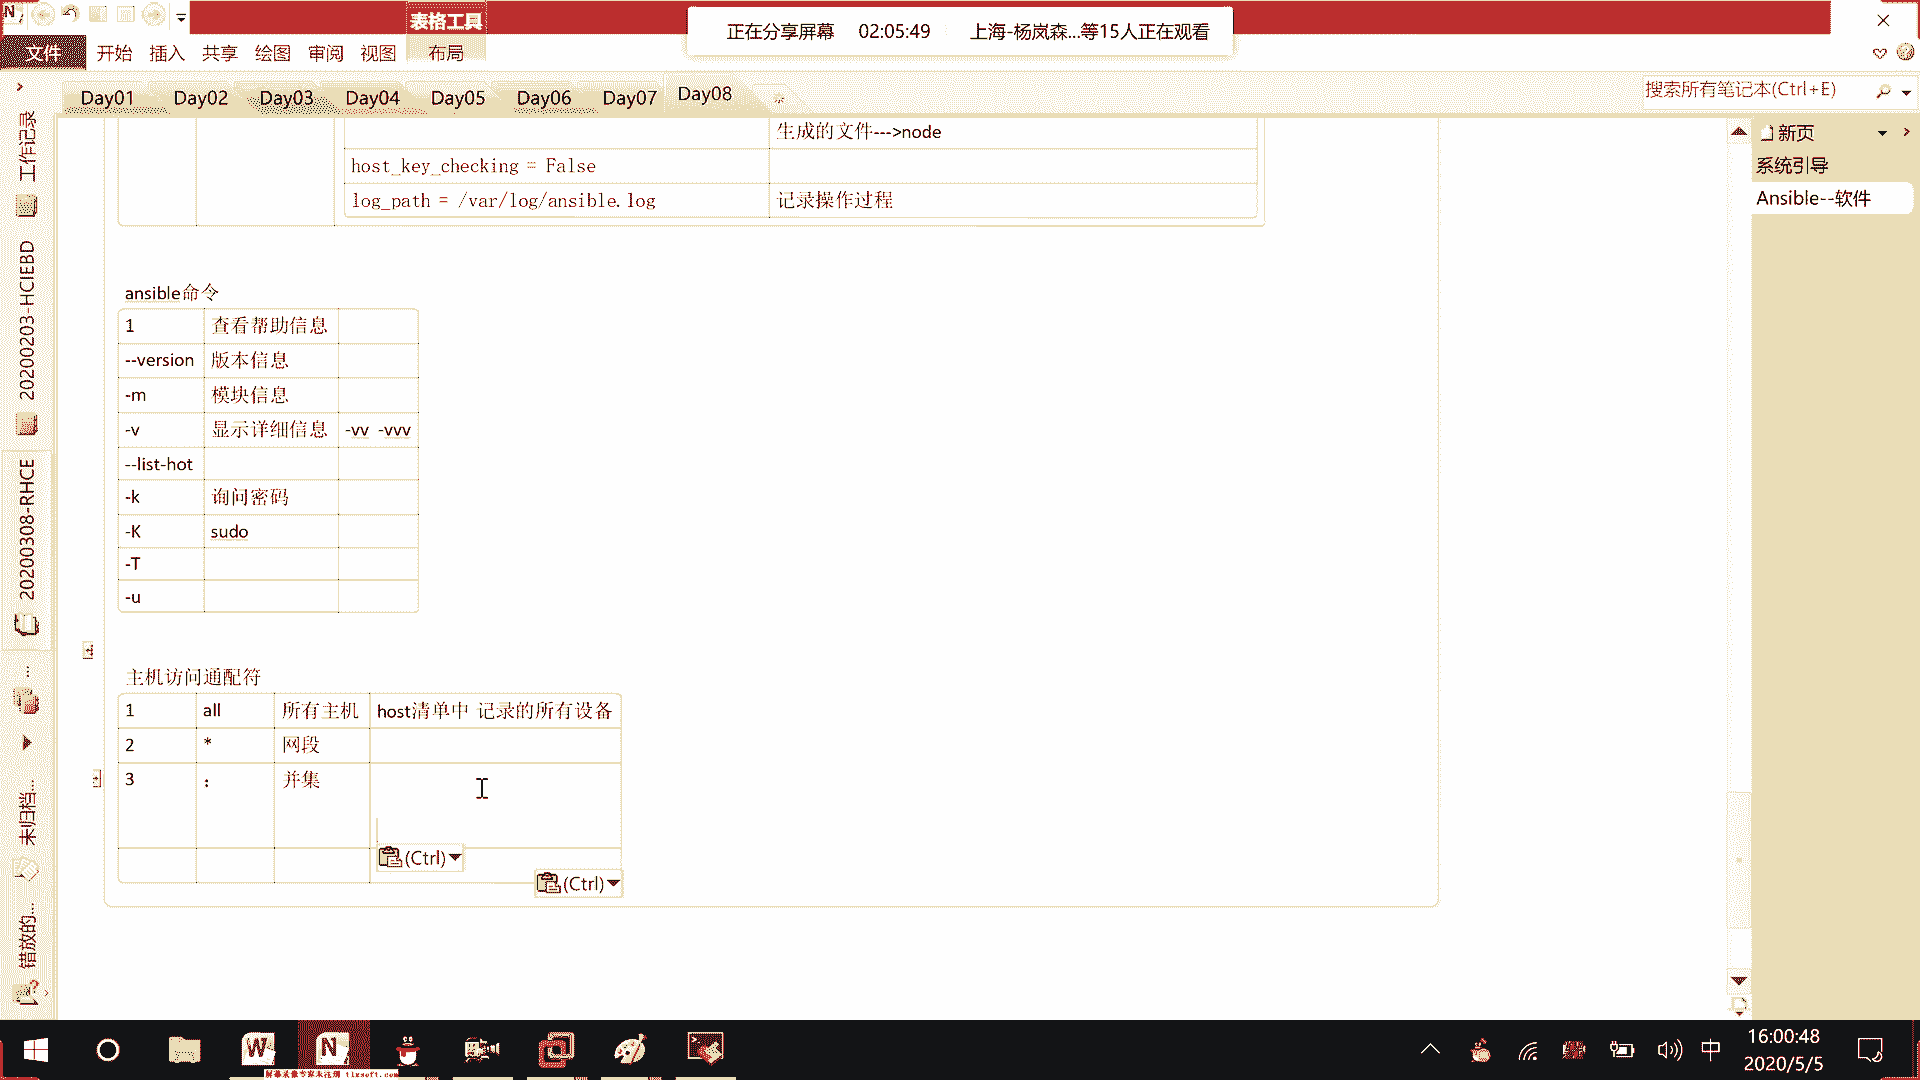 表格工具
正在分享屏幕 02:05:49 上海-杨岚森...等15人正在观看
文件 开始 插入 共享 绘图 审阅 视图 布局
Day01 Day02 Day03 Day04 Day05 Day06 Day07 Day08
搜索所有笔记本(Ctrl+E)
工作记录
20200203-HCIEBD
20200308-RHCE
...
未归档...
错放的...
新页
系统引导
Ansible--软件
生成的文件--->node
host_key_checking = False
log_path = /var/log/ansible.log 记录操作过程
ansible命令
1 查看帮助信息
--version 版本信息
-m 模块信息
-v 显示详细信息 -vv -vvv
--list-hot
-k 询问密码
-K sudo
-T
-u
主机访问通配符
1 all 所有主机 host清单中 记录的所有设备
2 * 网段
3 : 并集
(Ctrl)
(Ctrl)
中
16:00:48
2020/5/5